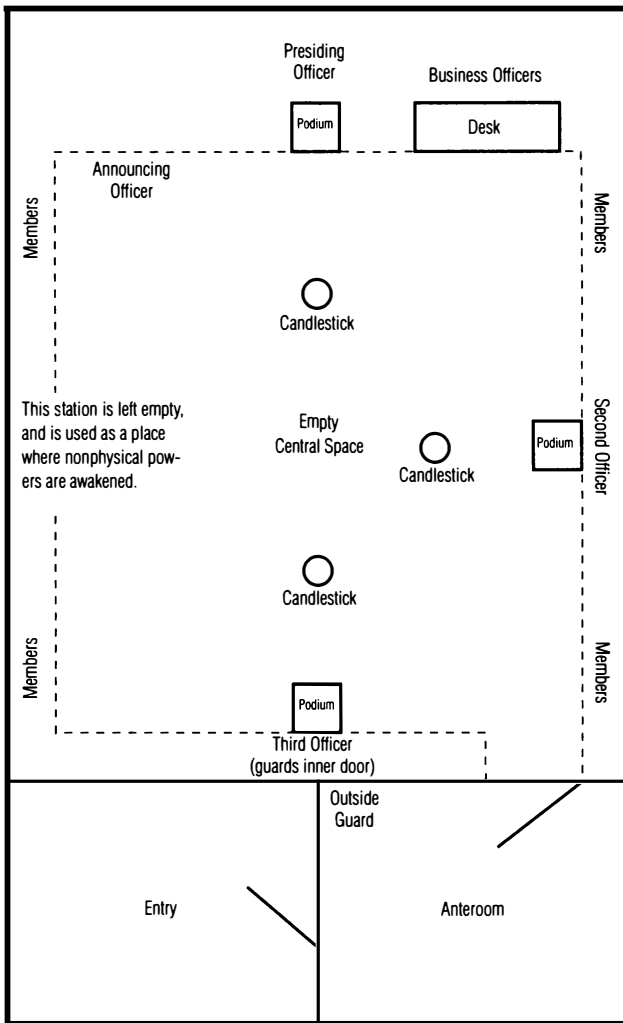 Presiding
Officer
Business Officers
Podium
Desk
Announcing
Officer
Members
Members
Candlestick
This station is left empty,
and is used as a place
where nonphysical pow-
ers are awakened.
Empty
Central Space
Candlestick
Podium
Second Officer
Candlestick
Members
Members
Podium
Third Officer
(guards inner door)
Outside
Guard
Entry
Anteroom